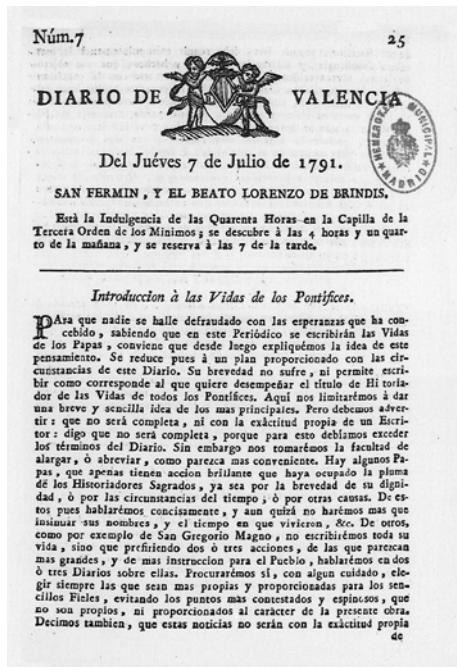 Núm.7 25
DIARIO DE VALENCIA
HEMEROTECA MUNICIPAL
MADRID
Del Juéves 7 de Julio de 1791.
SAN FERMIN, Y EL BEATO LORENZO DE BRINDIS.
Està la Indulgencia de las Quarenta Horas en la Capilla de la
Tercera Orden de los Minimos; se descubre à las 4 horas y un quar-
to de la mañana, y se reserva à las 7 de la tarde.
Introduccion à las Vidas de los Pontífices.
PAra que nadie se halle defraudado con las esperanzas que ha con-
cebido, sabiendo que en este Periódico se escribirán las Vidas
de los Papas, conviene que desde luego expliquémos la idea de este
pensamiento. Se reduce pues à un plan proporcionado con las cir-
cunstancias de este Diario. Su brevedad no sufre, ni permite escri-
bir como corresponde al que quiere desempeñar el título de Hi toria-
dor de las Vidas de todos los Pontífices. Aquí nos limitarémos à dar
una breve y sencilla idea de los mas principales. Pero debemos adver-
tir: que no será completa, ni con la exâctitud propia de un Escri-
tor: digo que no será completa, porque para esto debíamos exceder
los términos del Diario. Sin embargo nos tomarémos la facultad de
alargar, ò abreviar, como parezca mas conveniente. Hay algunos Pa-
pas, que apenas tienen accion brillante que haya ocupado la pluma
de los Historiadores Sagrados, ya sea por la brevedad de su digni-
dad, ò por las circunstancias del tiempo, ò por otras causas. De es-
tos pues hablarémos concisamente, y aun quizá no harémos mas que
insinuar sus nombres, y el tiempo en que vivieron, &c. De otros,
como por exemplo de San Gregorio Magno, no escribirémos toda su
vida, sino que prefiriendo dos ò tres acciones, de las que parezcan
mas grandes, y de mas instruccion para el Pueblo, hablarémos en dos
ò tres Diarios sobre ellas. Procurarémos sí, con algun cuidado, ele-
gir siempre las que sean mas propias y proporcionadas para los sen-
cillos Fieles, evitando los puntos mas contestados y espinosos, que
no son propios, ni proporcionados al carácter de la presente obra.
Decimos tambien, que estas noticias no serán con la exâctitud propia
de